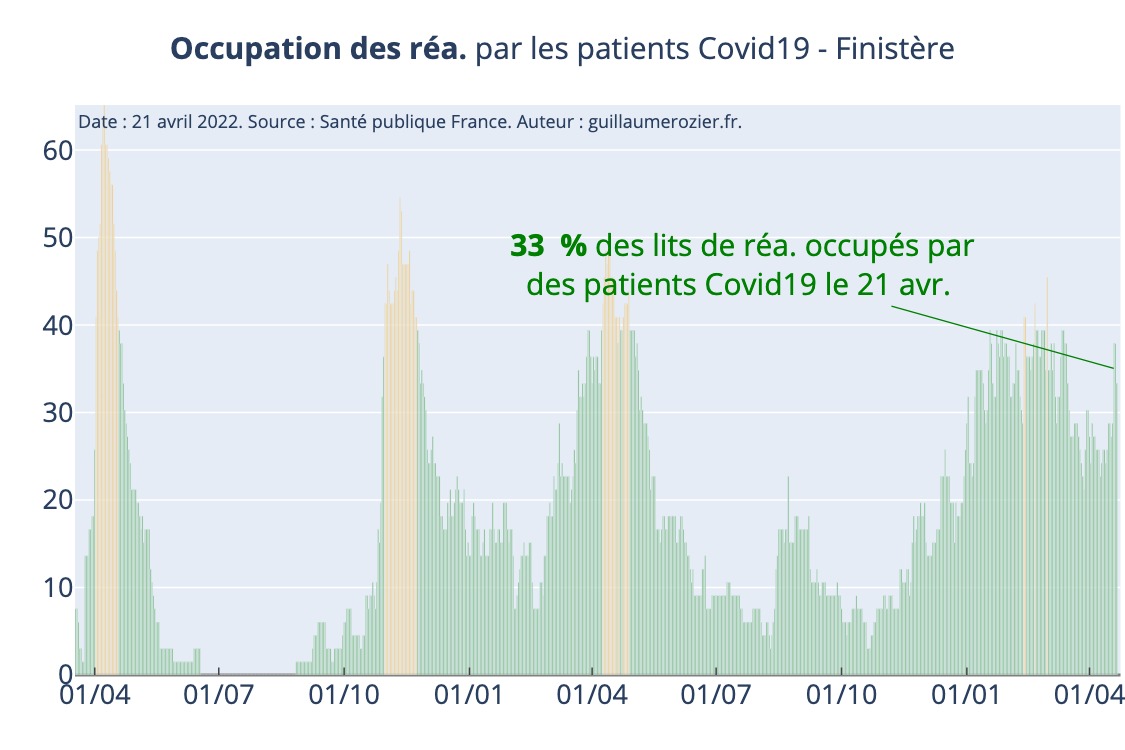 Occupation des réa. par les patients Covid19 - Finistère
Date : 21 avril 2022. Source : Santé publique France. Auteur : guillaumerozier.fr.
60
50
33 % des lits de réa. occupés par
des patients Covid19 le 21 avr.
40
30
20
10
0
01/04 01/07 01/10 01/01 01/04 01/07 01/10 01/01 01/04